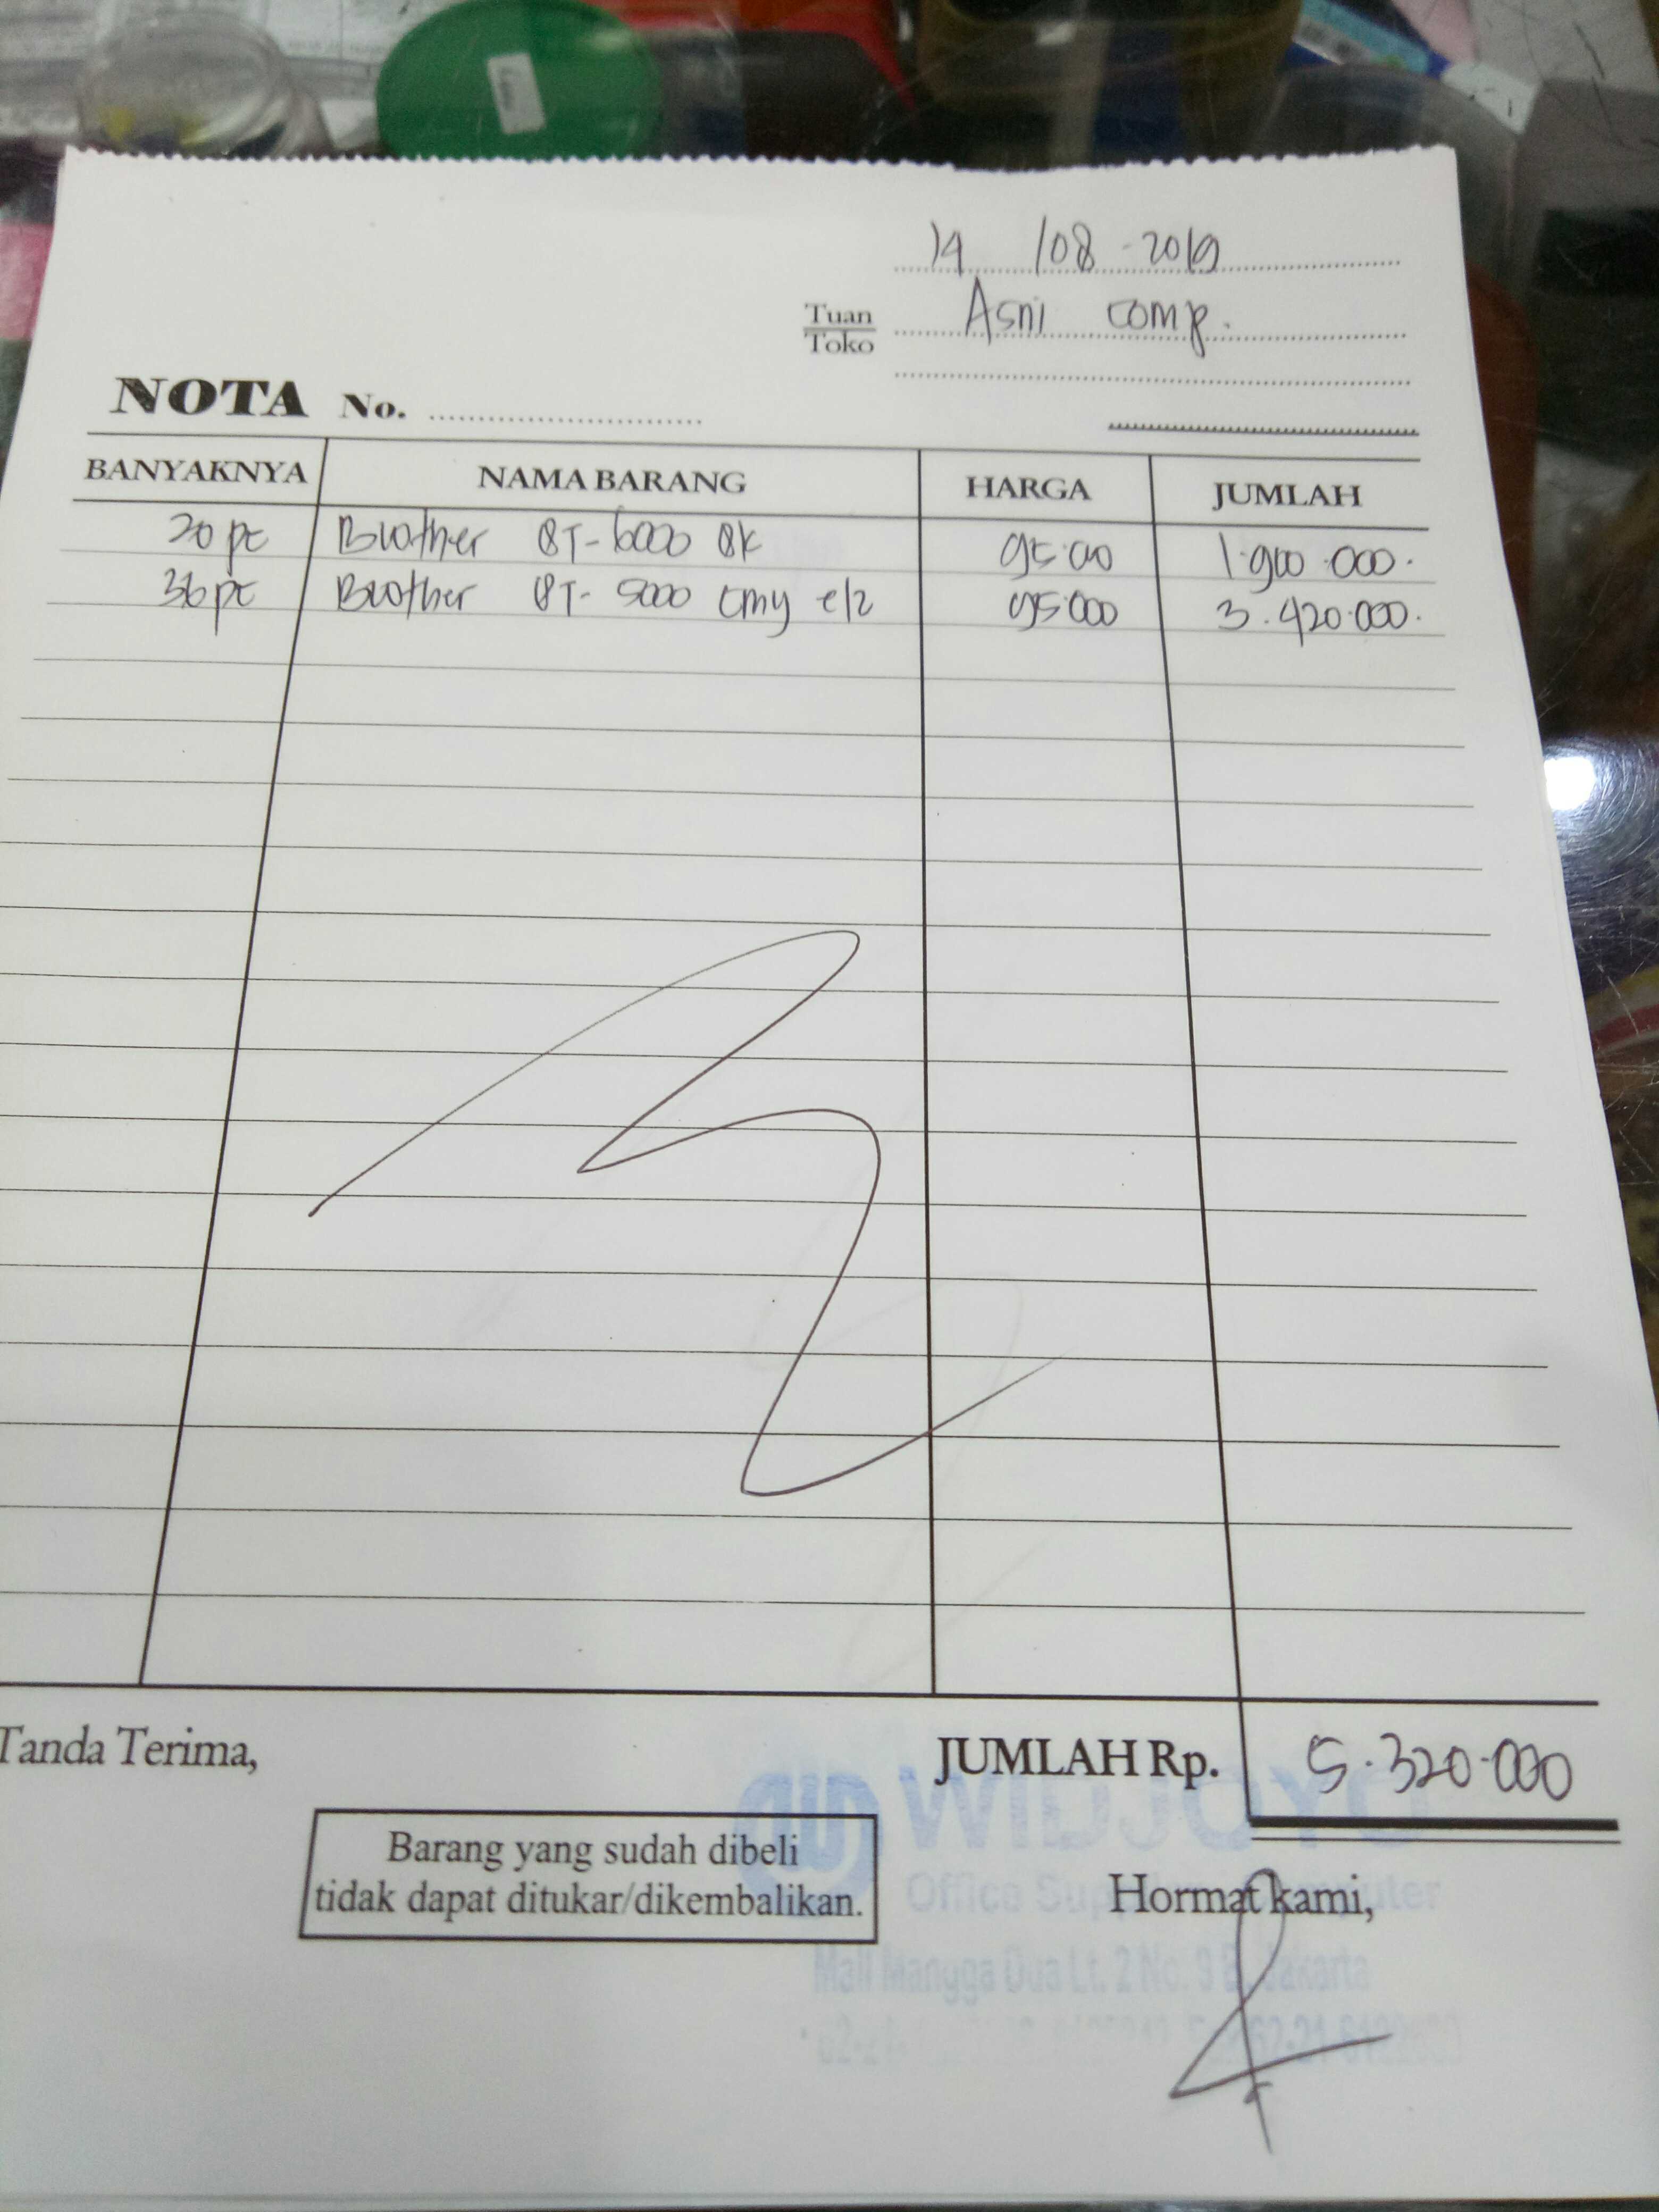 14 /08 - 2019
Tuan
Toko
Asni comp.
NOTA No.
BANYAKNYA NAMA BARANG HARGA JUMLAH
20 pc Brother BT-6000 BK 95.000 1.900.000.
36 pc Brother BT-5000 cmy @12 95.000 3.420.000.
Tanda Terima, JUMLAH Rp. 5.320.000
Barang yang sudah dibeli
tidak dapat ditukar/dikembalikan.
Hormat kami,
WIDJOYO
Office Computer
Mall Mangga Dua Lt. 2 No. 9 B, Jakarta